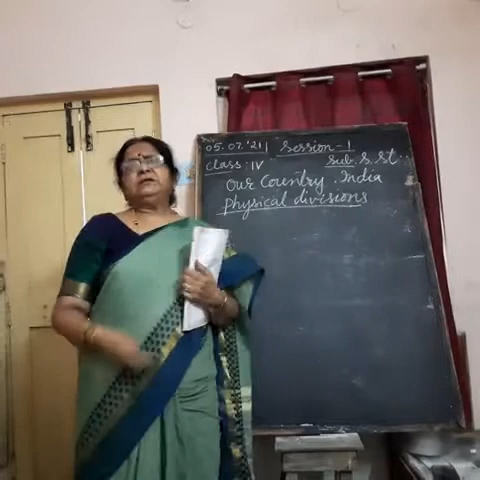 05.07.'21 Session-1
Class: IV Sub. S. St.
Our Country . India
physical divisions